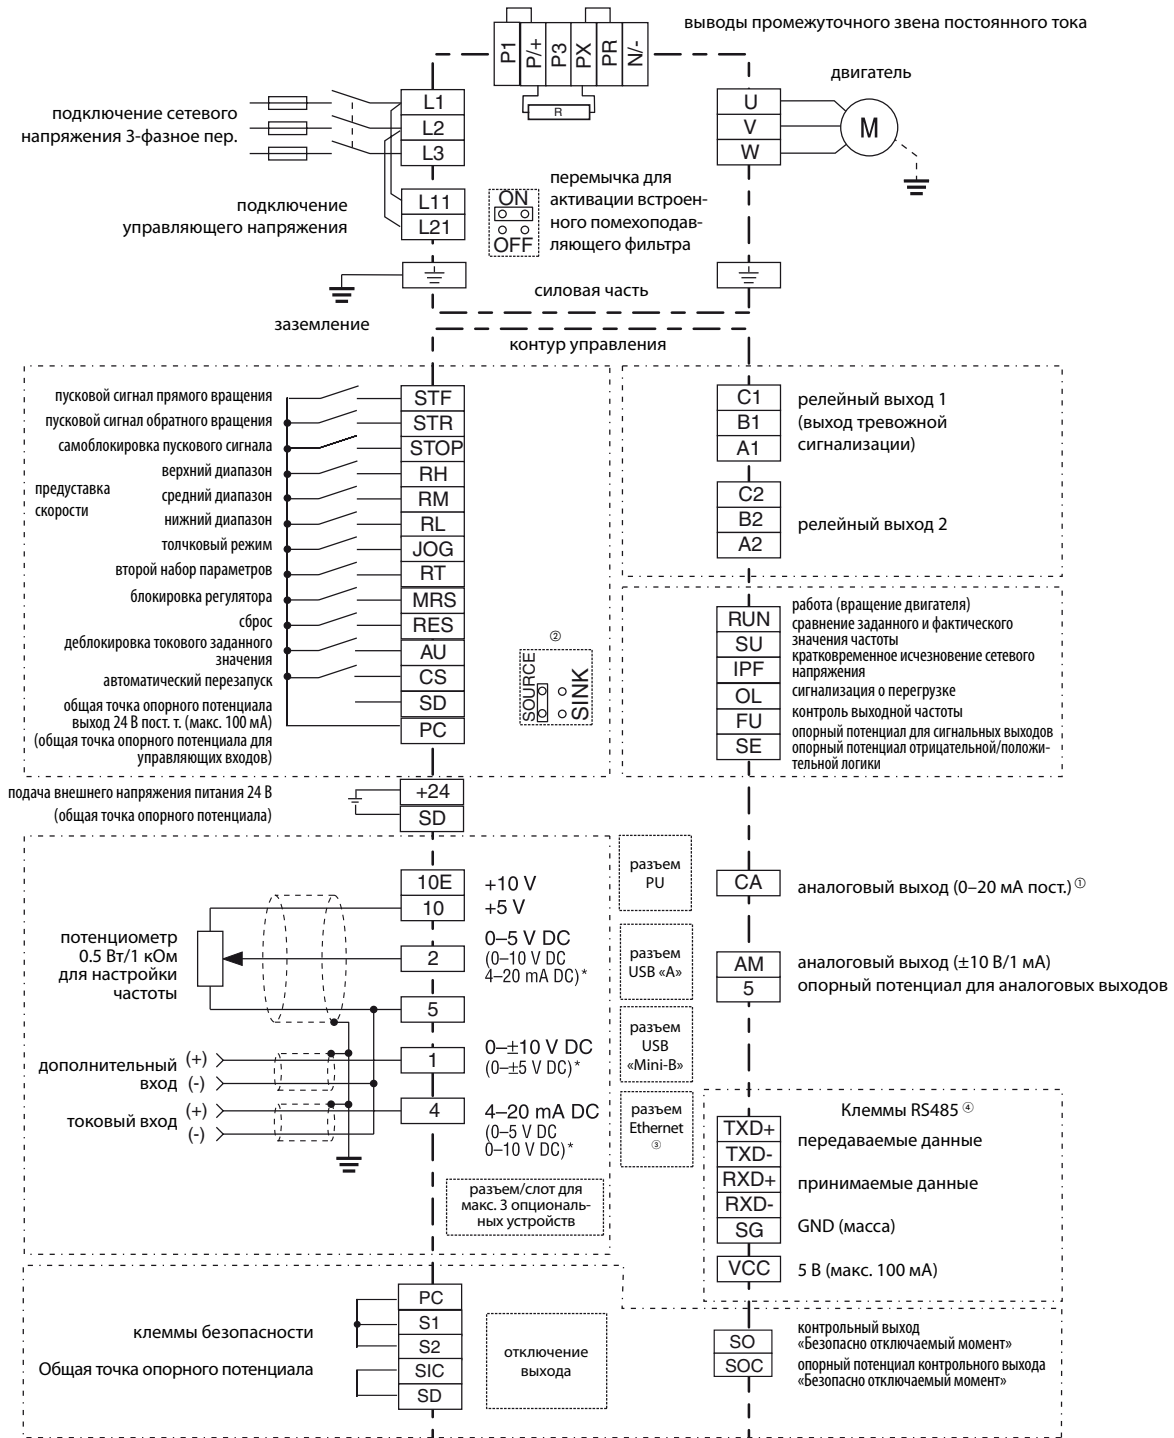 выводы промежуточного звена постоянного тока
P1
P/+
P3
PX
PR
N/-
R
двигатель
подключение сетевого
напряжения 3-фазное пер.
L1
L2
L3
U
V
W
M
подключение
управляющего напряжения
L11
L21
ON
OFF
перемычка для
активации встроен-
ного помехоподав-
ляющего фильтра
заземление
силовая часть
контур управления
пусковой сигнал прямого вращения
STF
пусковой сигнал обратного вращения
STR
самоблокировка пускового сигнала
STOP
предуставка
скорости
верхний диапазон
RH
средний диапазон
RM
нижний диапазон
RL
толчковый режим
JOG
второй набор параметров
RT
блокировка регулятора
MRS
сброс
RES
деблокировка токового заданного
значения
AU
автоматический перезапуск
CS
общая точка опорного потенциала
SD
выход 24 В пост. т. (макс. 100 мА)
(общая точка опорного потенциала для
управляющих входов)
PC
②
SOURCE
SINK
C1
B1
A1
релейный выход 1
(выход тревожной
сигнализации)
C2
B2
A2
релейный выход 2
RUN
SU
IPF
OL
FU
SE
работа (вращение двигателя)
сравнение заданного и фактического
значения частоты
кратковременное исчезновение сетевого
напряжения
сигнализация о перегрузке
контроль выходной частоты
опорный потенциал для сигнальных выходов
опорный потенциал отрицательной/положи-
тельной логики
подача внешнего напряжения питания 24 В
+24
(общая точка опорного потенциала)
SD
10E
+10 V
10
+5 V
потенциометр
0.5 Вт/1 кОм
для настройки
частоты
2
0–5 V DC
(0–10 V DC
4–20 mA DC)*
5
дополнительный
вход
(+)
(-)
1
0–±10 V DC
(0–±5 V DC)*
токовый вход
(+)
(-)
4
4–20 mA DC
(0–5 V DC
0–10 V DC)*
разъем/слот для
макс. 3 опциональ-
ных устройств
разъем
PU
разъем
USB «A»
разъем
USB
«Mini-B»
разъем
Ethernet
③
CA
аналоговый выход (0–20 мА пост.) ①
AM
5
аналоговый выход (±10 В/1 мА)
опорный потенциал для аналоговых выходов
Клеммы RS485 ④
TXD+
TXD-
передаваемые данные
RXD+
RXD-
принимаемые данные
SG
GND (масса)
VCC
5 В (макс. 100 мА)
клеммы безопасности
PC
S1
S2
Общая точка опорного потенциала
SIC
SD
отключение
выхода
SO
SOC
контрольный выход
«Безопасно отключаемый момент»
опорный потенциал контрольного выхода
«Безопасно отключаемый момент»